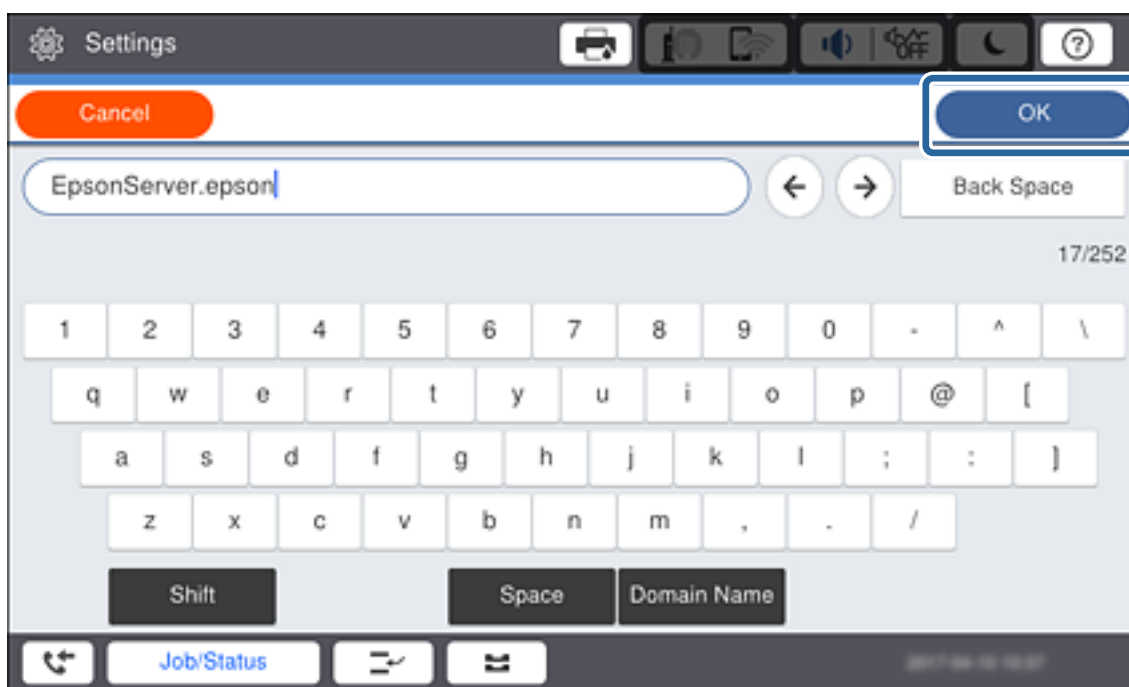 Settings
OFF ?
Cancel OK
EpsonServer.epson ← → Back Space
17/252
1 2 3 4 5 6 7 8 9 0 - ^ \
q w e r t y u i o p @ [
a s d f g h j k l ; : ]
z x c v b n m , . /
Shift Space Domain Name
Job/Status